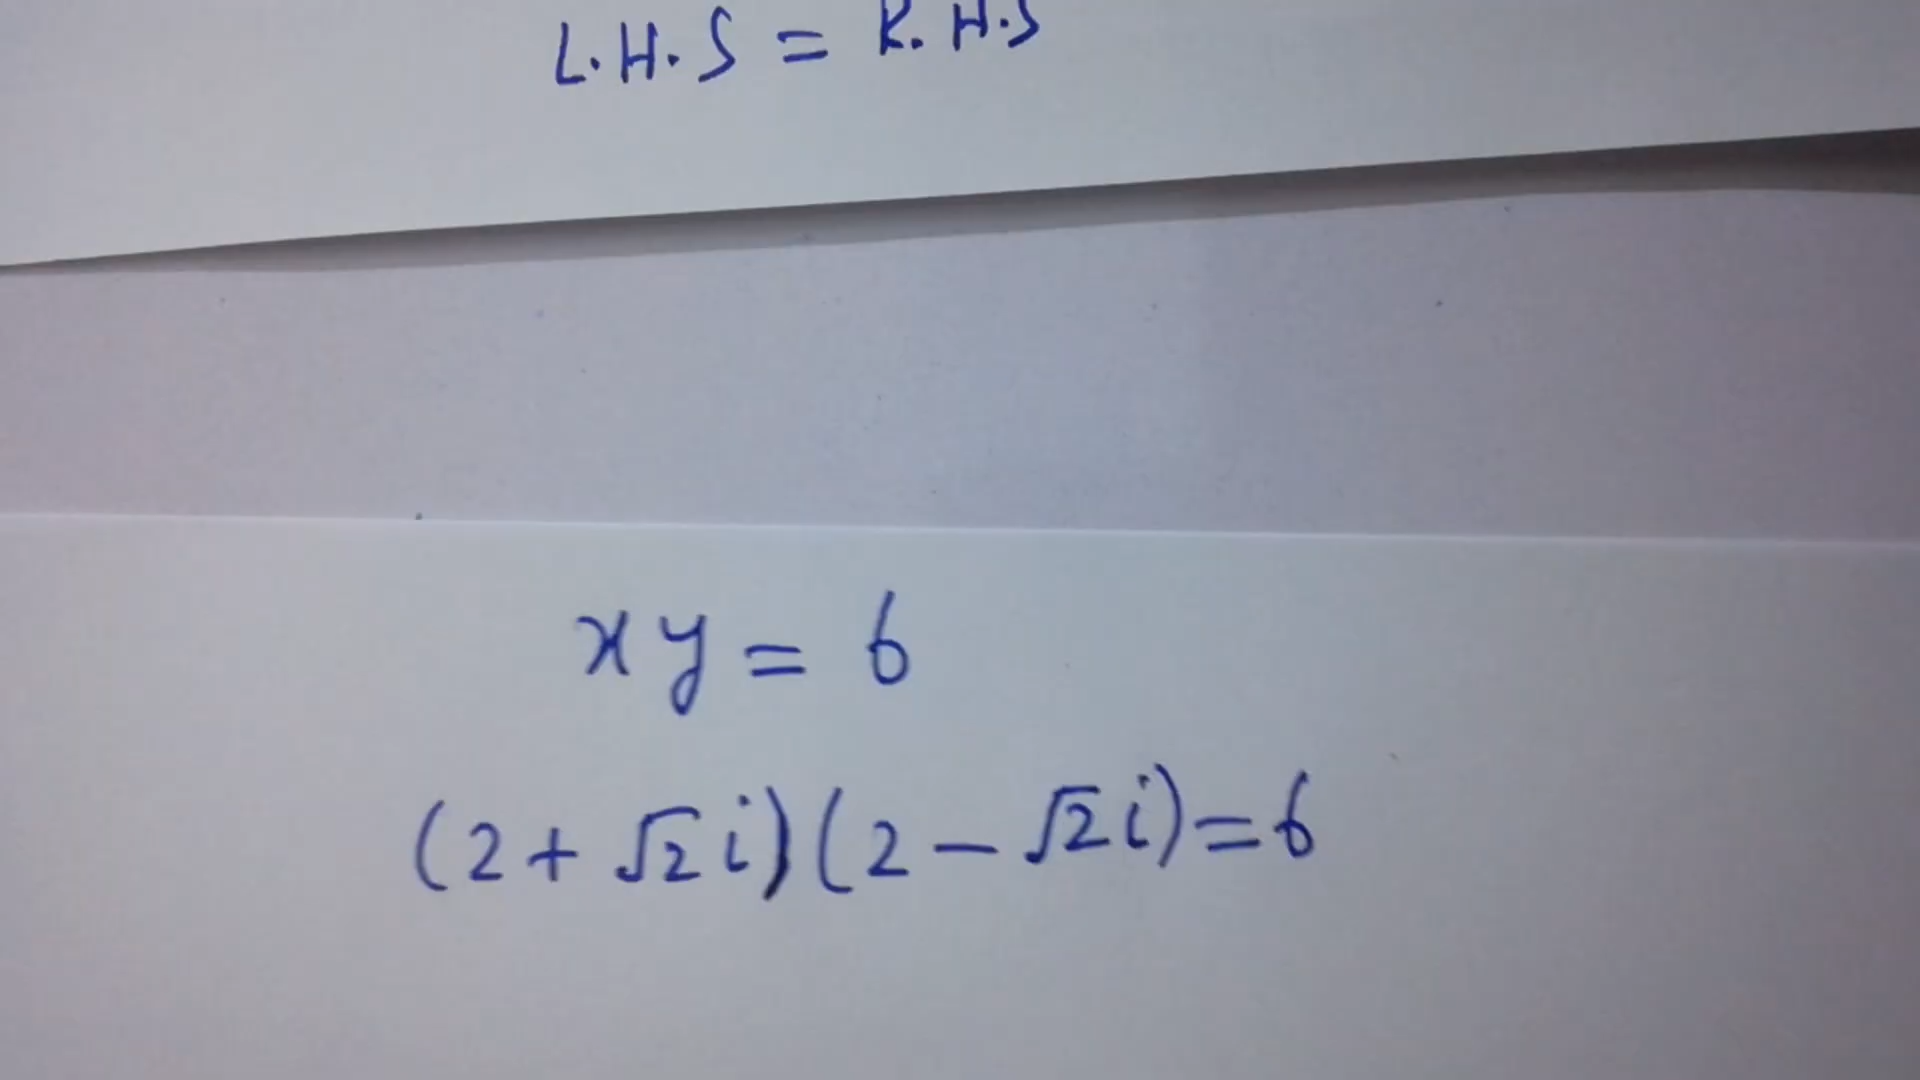 L.H.S = R.H.S
xy = 6
(2 + √2 i)(2 - √2 i) = 6